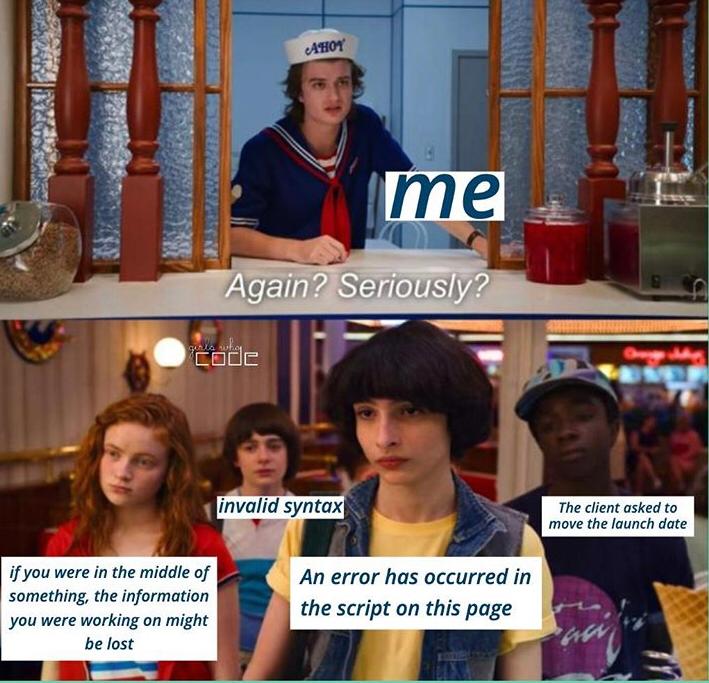 AHOY
me
Again? Seriously?
girls who
code
invalid syntax
The client asked to
move the launch date
if you were in the middle of
something, the information
you were working on might
be lost
An error has occurred in
the script on this page